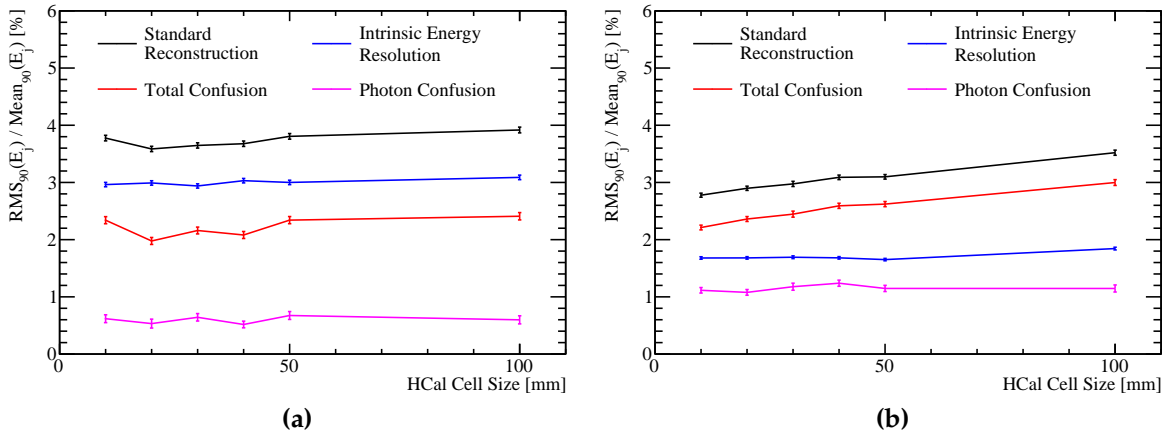 RMS90(Ej) / Mean90(Ej) [%]
6
5
4
3
2
1
0
Standard Reconstruction
Intrinsic Energy Resolution
Total Confusion
Photon Confusion
0 50 100
HCal Cell Size [mm]
(a)
RMS90(Ej) / Mean90(Ej) [%]
6
5
4
3
2
1
0
Standard Reconstruction
Intrinsic Energy Resolution
Total Confusion
Photon Confusion
0 50 100
HCal Cell Size [mm]
(b)